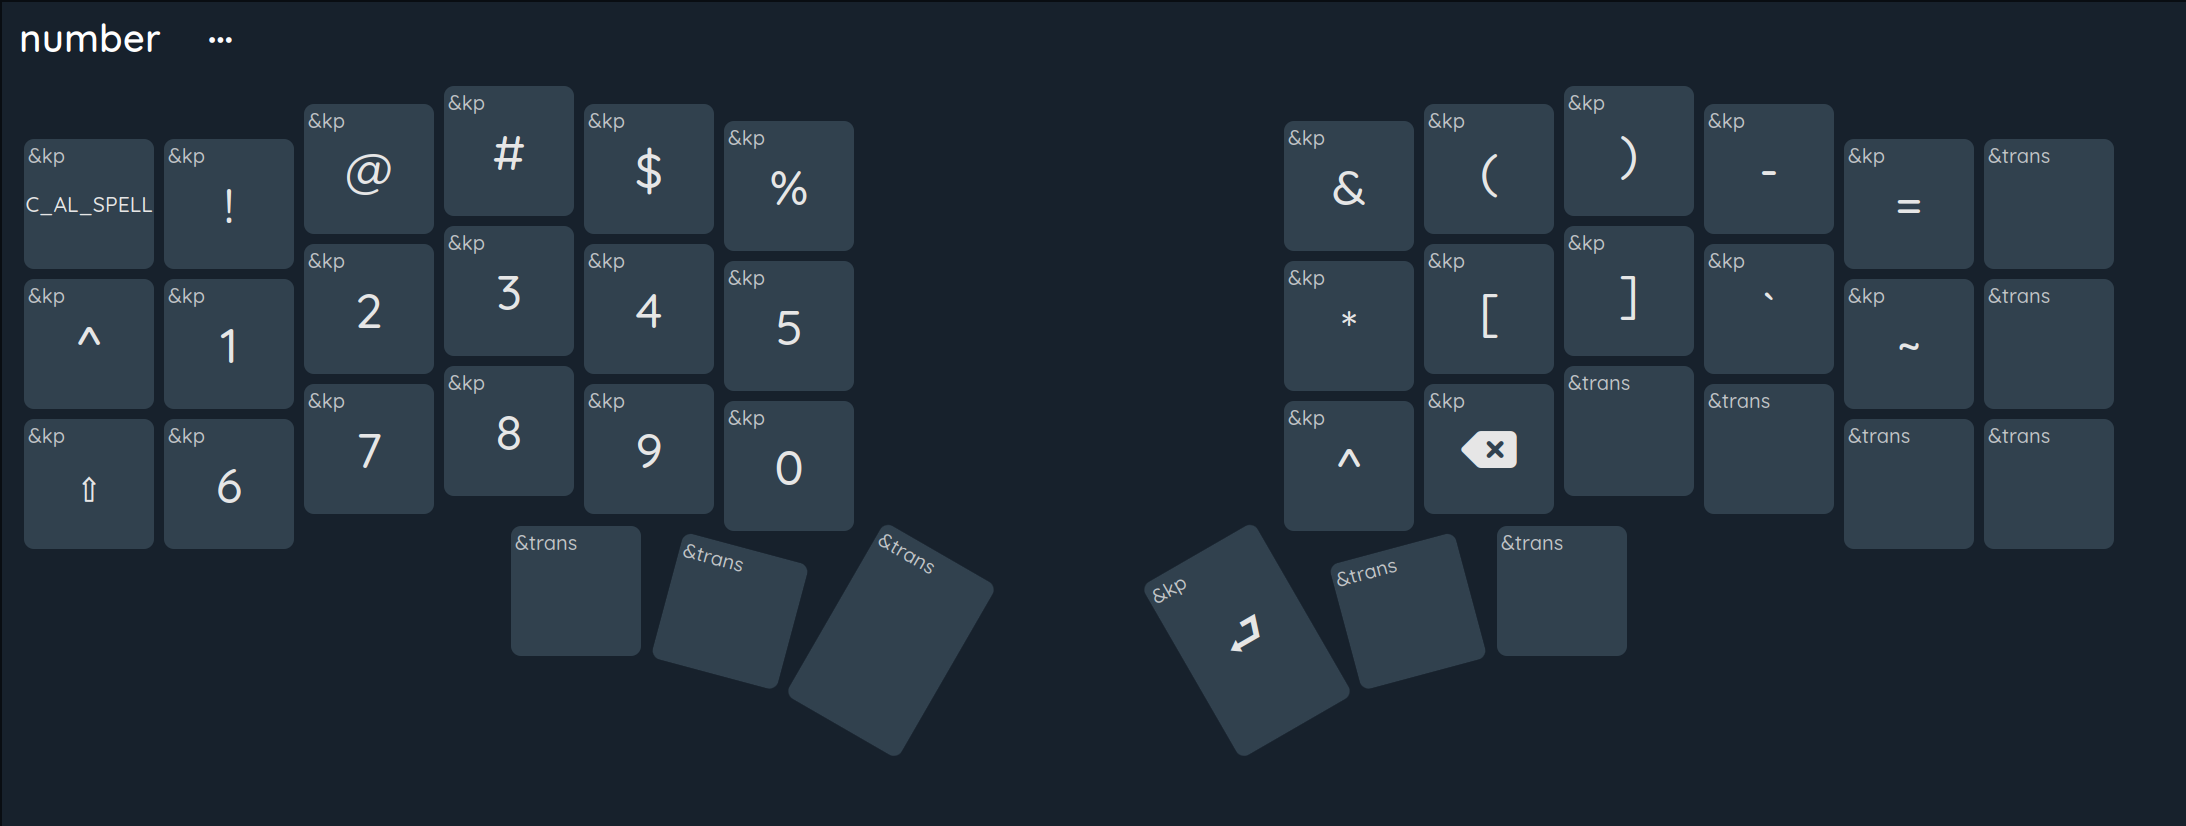 number ...
&kp &kp &kp &kp &kp &kp &kp &kp &kp &kp &kp &trans
C_AL_SPELL ! @ # $ % & ( ) - =
&kp &kp &kp &kp &kp &kp &kp &kp &kp &kp &kp &trans
^ 1 2 3 4 5 * [ ] ` ~
&kp &kp &kp &kp &kp &kp &kp &kp &trans &trans &trans &trans
⇧ 6 7 8 9 0 ^ ⌫
&trans &trans &trans &kp &trans &trans
⏎